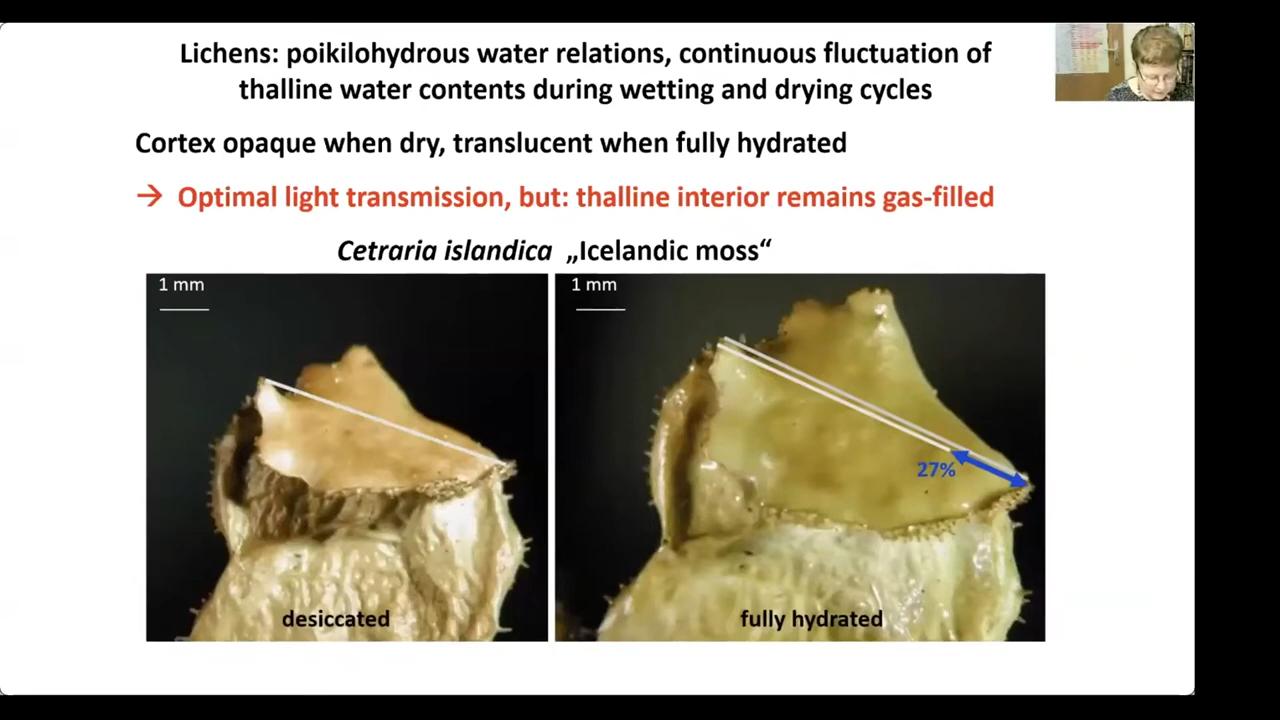 Lichens: poikilohydrous water relations, continuous fluctuation of
thalline water contents during wetting and drying cycles
Cortex opaque when dry, translucent when fully hydrated
→ Optimal light transmission, but: thalline interior remains gas-filled
Cetraria islandica „Icelandic moss“
1 mm
1 mm
27%
desiccated
fully hydrated